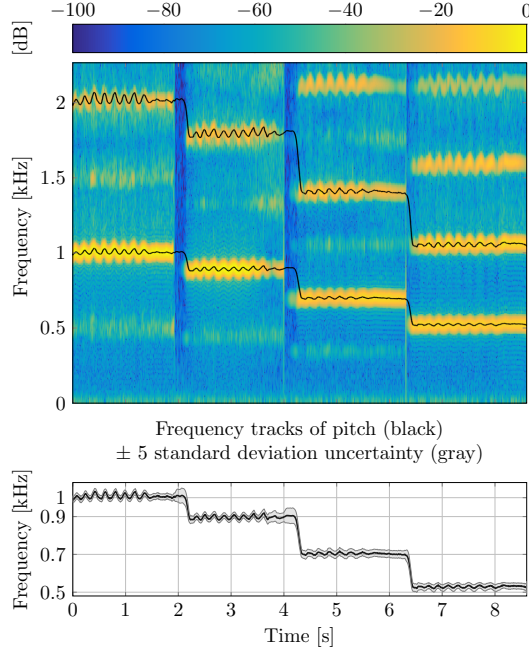 −100 −80 −60 −40 −20 0
[dB]
2
1.5
1
0.5
0
Frequency [kHz]
Frequency tracks of pitch (black)
± 5 standard deviation uncertainty (gray)
1
0.9
0.7
0.5
Frequency [kHz]
0 1 2 3 4 5 6 7 8
Time [s]